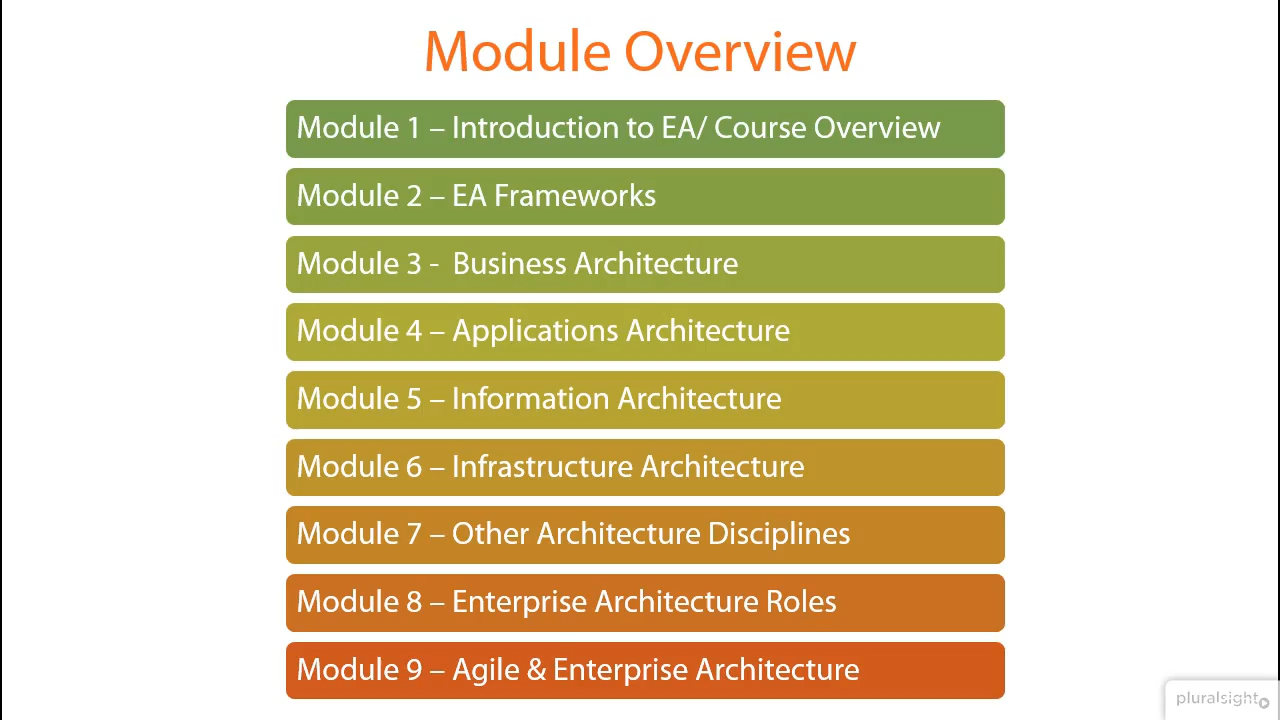 Module Overview
Module 1 – Introduction to EA/ Course Overview
Module 2 – EA Frameworks
Module 3 -  Business Architecture
Module 4 – Applications Architecture
Module 5 – Information Architecture
Module 6 – Infrastructure Architecture
Module 7 – Other Architecture Disciplines
Module 8 – Enterprise Architecture Roles
Module 9 – Agile & Enterprise Architecture
pluralsight